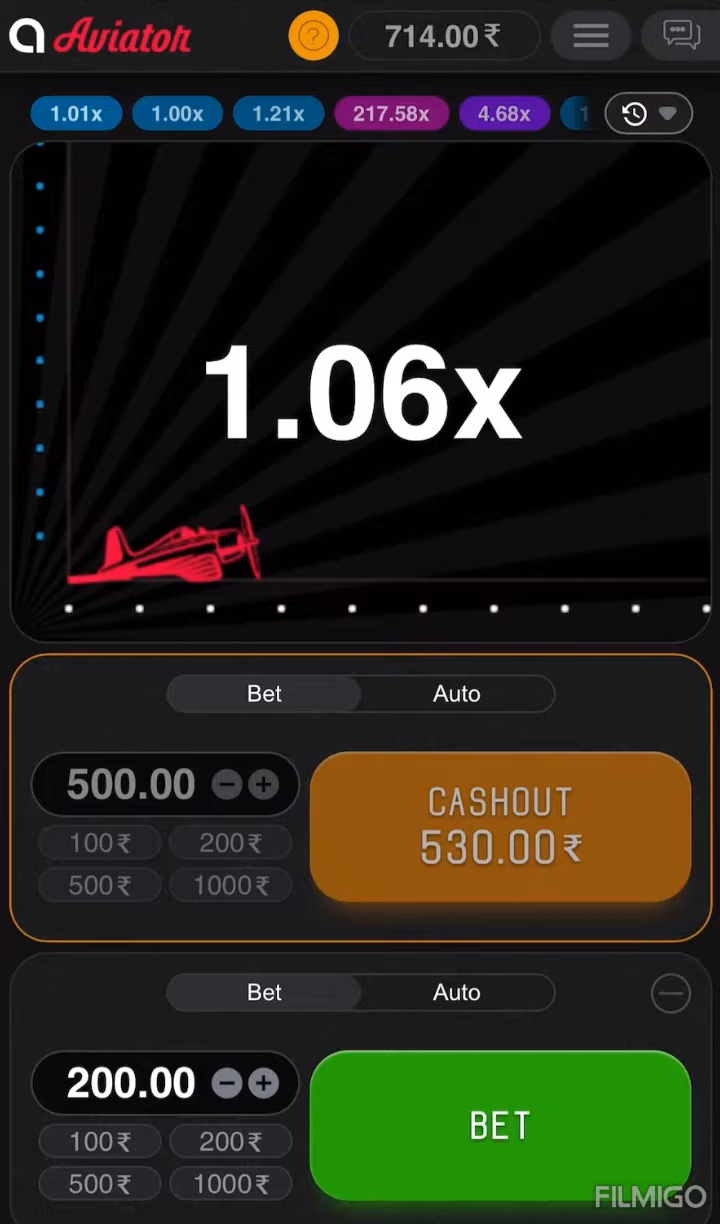 Aviator
714.00₹
1.01x 1.00x 1.21x 217.58x 4.68x
1.06x
Bet Auto
500.00
CASHOUT
530.00₹
100₹ 200₹
500₹ 1000₹
Bet Auto
200.00
BET
100₹ 200₹
500₹ 1000₹
FILMIGO